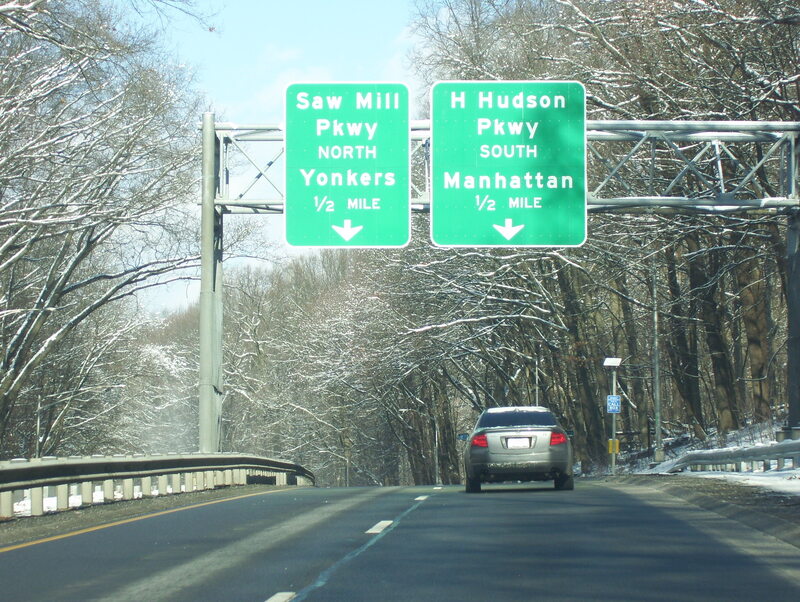 Saw Mill
Pkwy
NORTH
Yonkers
1/2 MILE
H Hudson
Pkwy
SOUTH
Manhattan
1/2 MILE